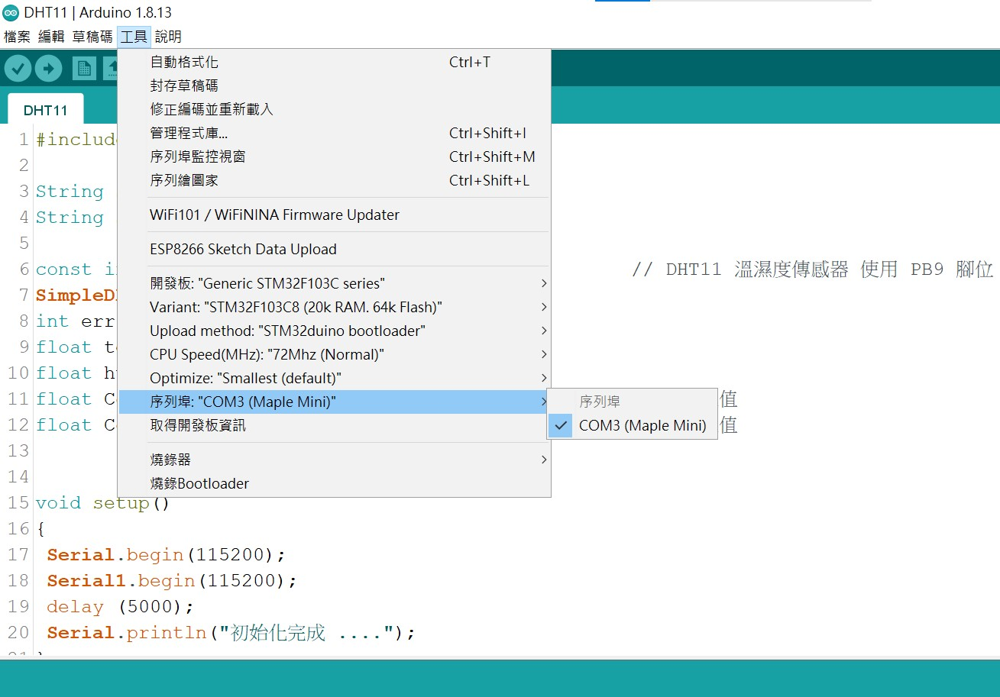 DHT11 | Arduino 1.8.13
檔案 編輯 草稿碼 工具 說明
自動格式化 Ctrl+T
封存草稿碼
修正編碼並重新載入
管理程式庫... Ctrl+Shift+I
序列埠監控視窗 Ctrl+Shift+M
序列繪圖家 Ctrl+Shift+L
WiFi101 / WiFiNINA Firmware Updater
ESP8266 Sketch Data Upload
開發板: "Generic STM32F103C series"
Variant: "STM32F103C8 (20k RAM. 64k Flash)"
Upload method: "STM32duino bootloader"
CPU Speed(MHz): "72Mhz (Normal)"
Optimize: "Smallest (default)"
序列埠: "COM3 (Maple Mini)"
取得開發板資訊
燒錄器
燒錄Bootloader
序列埠
COM3 (Maple Mini)
DHT11
1 #includ
2
3 String
4 String
5
6 const i // DHT11 溫濕度傳感器 使用 PB9 腳位
7 SimpleD
8 int err
9 float t
10 float h
11 float C 值
12 float C 值
13
14
15 void setup()
16 {
17 Serial.begin(115200);
18 Serial1.begin(115200);
19 delay (5000);
20 Serial.println("初始化完成 ....");